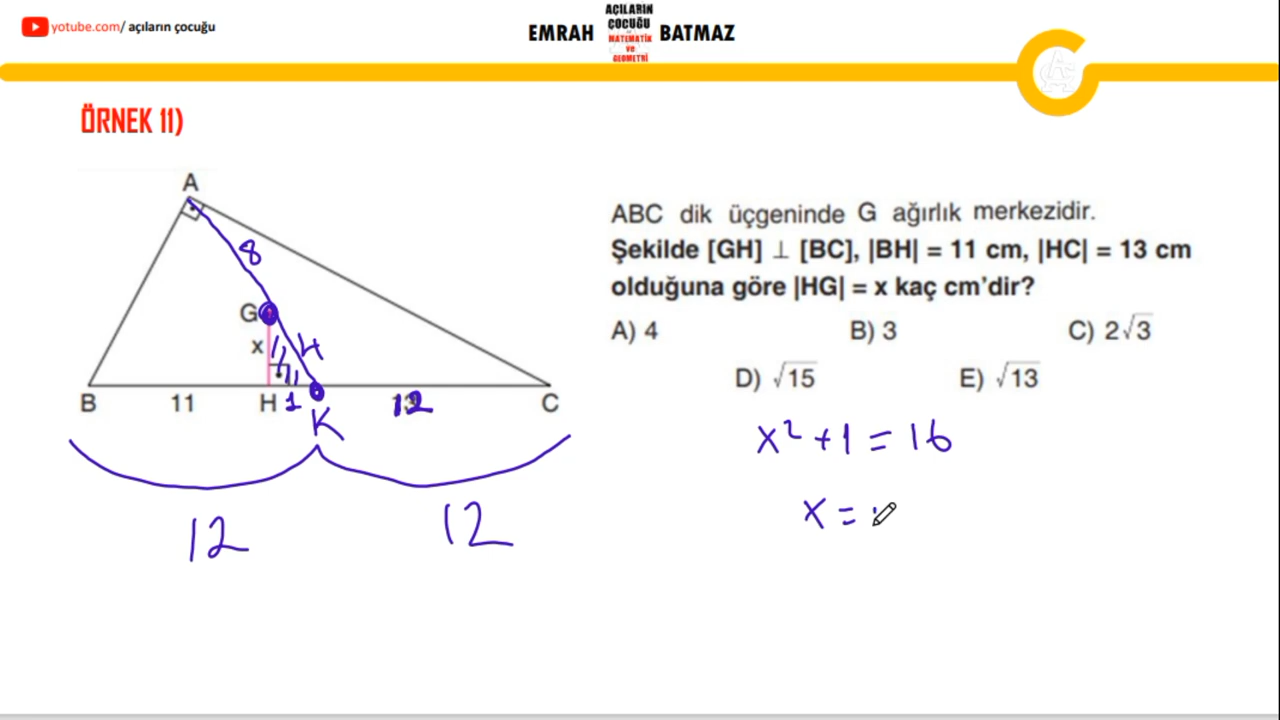 yotube.com/ açıların çocuğu
EMRAH
AÇILARIN
ÇOCUĞU
MATEMATİK
ve
GEOMETRİ
BATMAZ
ÖRNEK 11)
A
8
G
x
4
B
11
H
1
K
12
C
12
12
ABC dik üçgeninde G ağırlık merkezidir.
Şekilde [GH] ⊥ [BC], |BH| = 11 cm, |HC| = 13 cm
olduğuna göre |HG| = x kaç cm'dir?
A) 4 B) 3 C) 2√3
D) √15 E) √13
x² + 1 = 16
x =